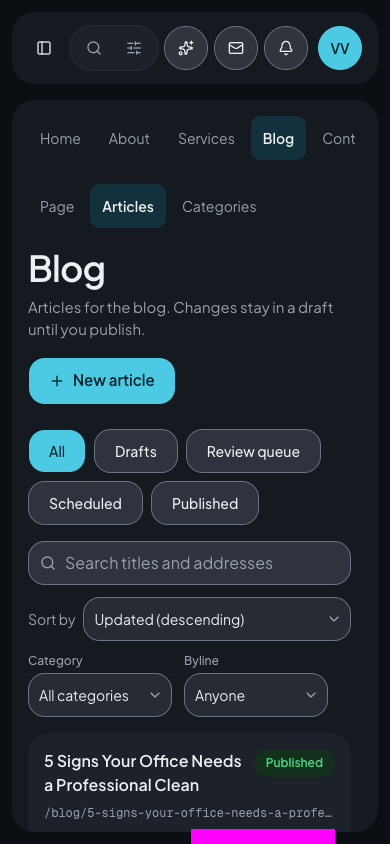 VV
Home About Services Blog Cont
Page Articles Categories
Blog
Articles for the blog. Changes stay in a draft
until you publish.
+ New article
All Drafts Review queue
Scheduled Published
Search titles and addresses
Sort by Updated (descending)
Category Byline
All categories Anyone
5 Signs Your Office Needs Published
a Professional Clean
/blog/5-signs-your-office-needs-a-profe…